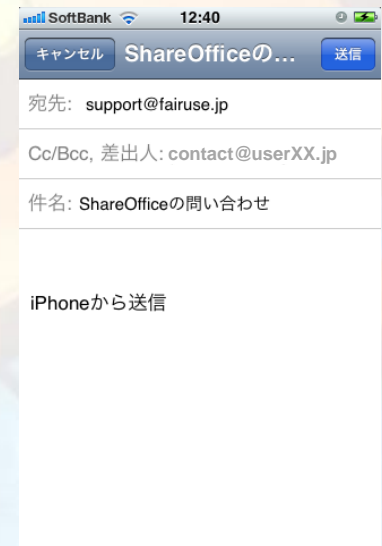 SoftBank 12:40
キャンセル ShareOfficeの... 送信
宛先: support@fairuse.jp
Cc/Bcc, 差出人: contact@userXX.jp
件名: ShareOfficeの問い合わせ
iPhoneから送信